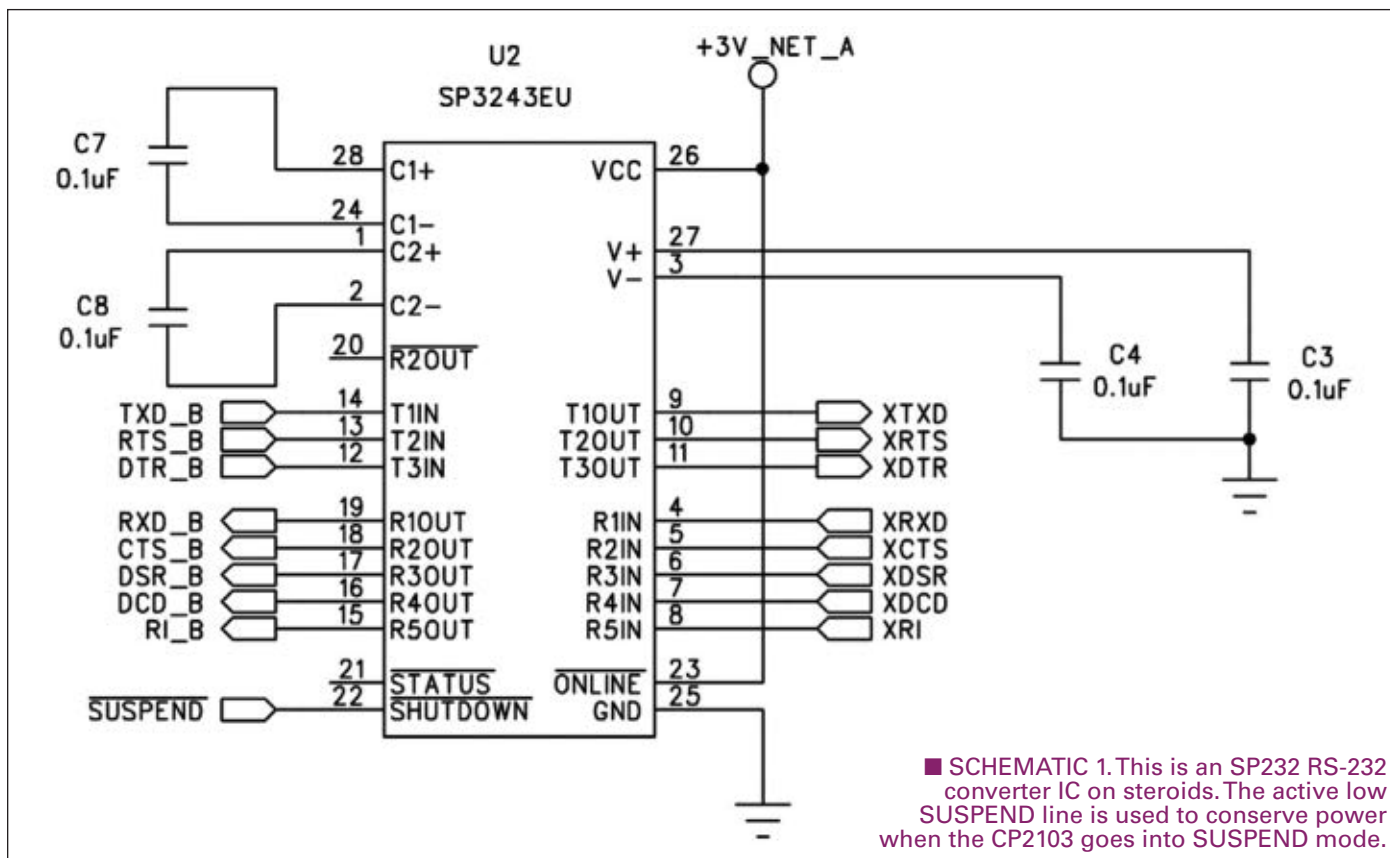 U2
SP3243EU
+3V_NET_A
C7
0.1uF
C8
0.1uF
28 C1+
24 C1-
1 C2+
2 C2-
20 R2OUT
TXD_B 14 T1IN
RTS_B 13 T2IN
DTR_B 12 T3IN
RXD_B 19 R1OUT
CTS_B 18 R2OUT
DSR_B 17 R3OUT
DCD_B 16 R4OUT
RI_B 15 R5OUT
21 STATUS
SUSPEND 22 SHUTDOWN
VCC 26
V+ 27
V- 3
C4
0.1uF
C3
0.1uF
T1OUT 9 XTXD
T2OUT 10 XRTS
T3OUT 11 XDTR
R1IN 4 XRXD
R2IN 5 XCTS
R3IN 6 XDSR
R4IN 7 XDCD
R5IN 8 XRI
ONLINE 23
GND 25
■ SCHEMATIC 1. This is an SP232 RS-232
converter IC on steroids. The active low
SUSPEND line is used to conserve power
when the CP2103 goes into SUSPEND mode.